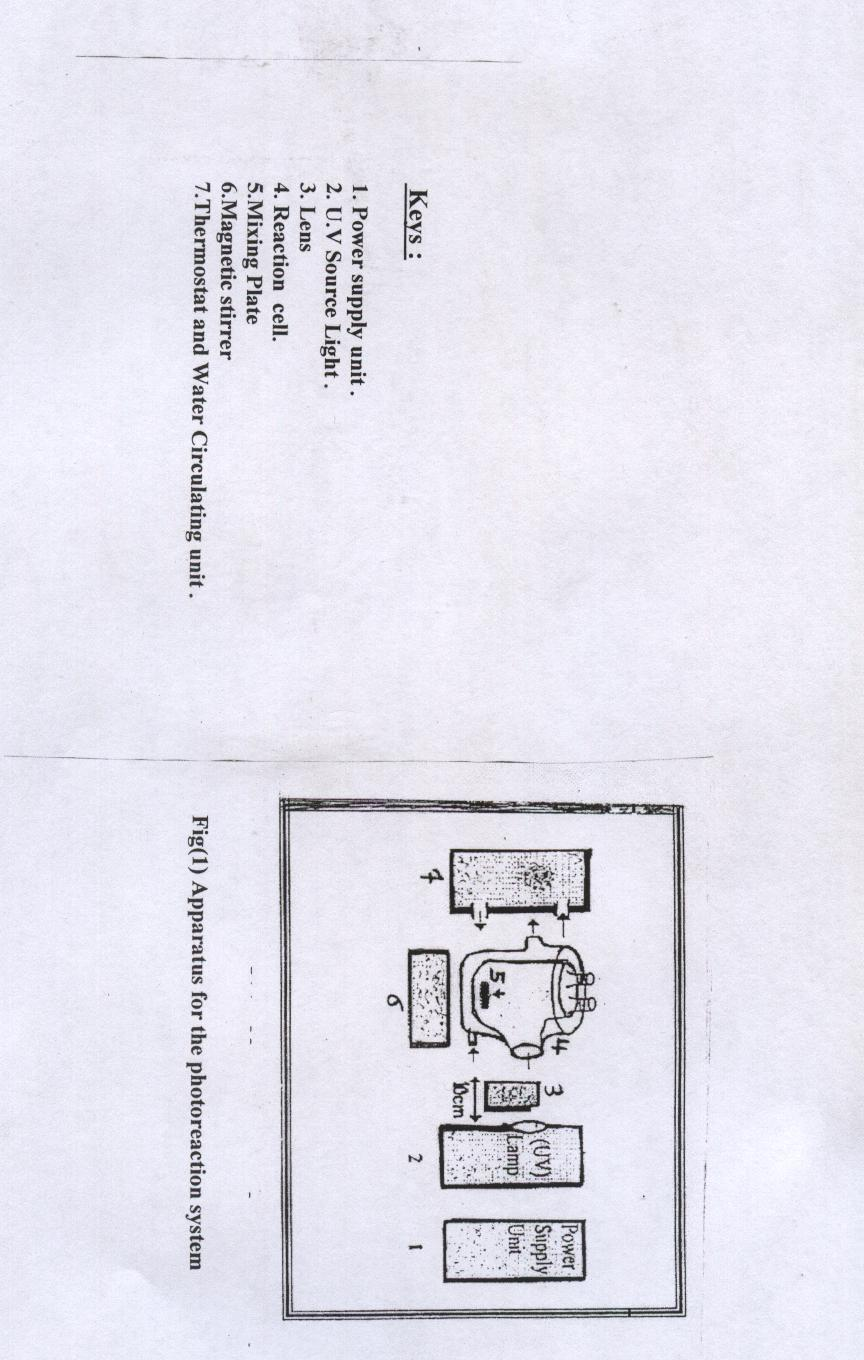 Keys :
1. Power supply unit .
2. U.V Source Light .
3. Lens
4. Reaction cell.
5.Mixing Plate
6.Magnetic stirrer
7.Thermostat and Water Circulating unit .
Power
Supply
Unit
(UV)
Lamp
10cm
1
2
3
4
5
6
7
Fig(1) Apparatus for the photoreaction system